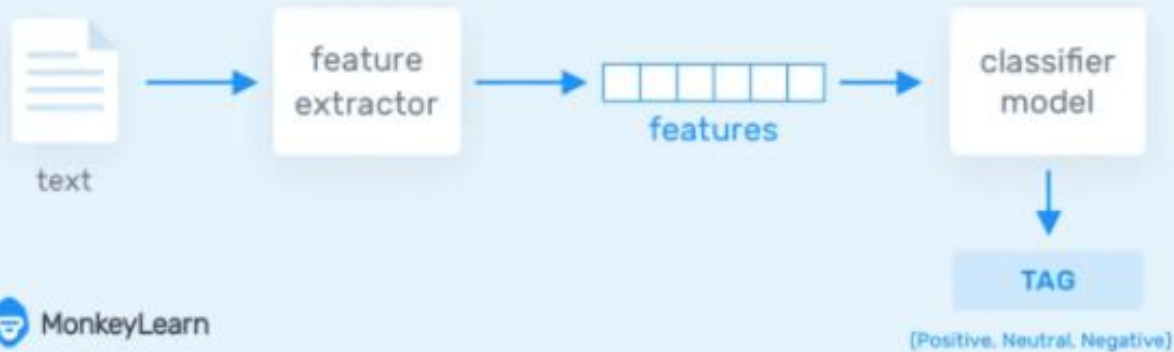 text
feature
extractor
features
classifier
model
TAG
(Positive, Neutral, Negative)
MonkeyLearn